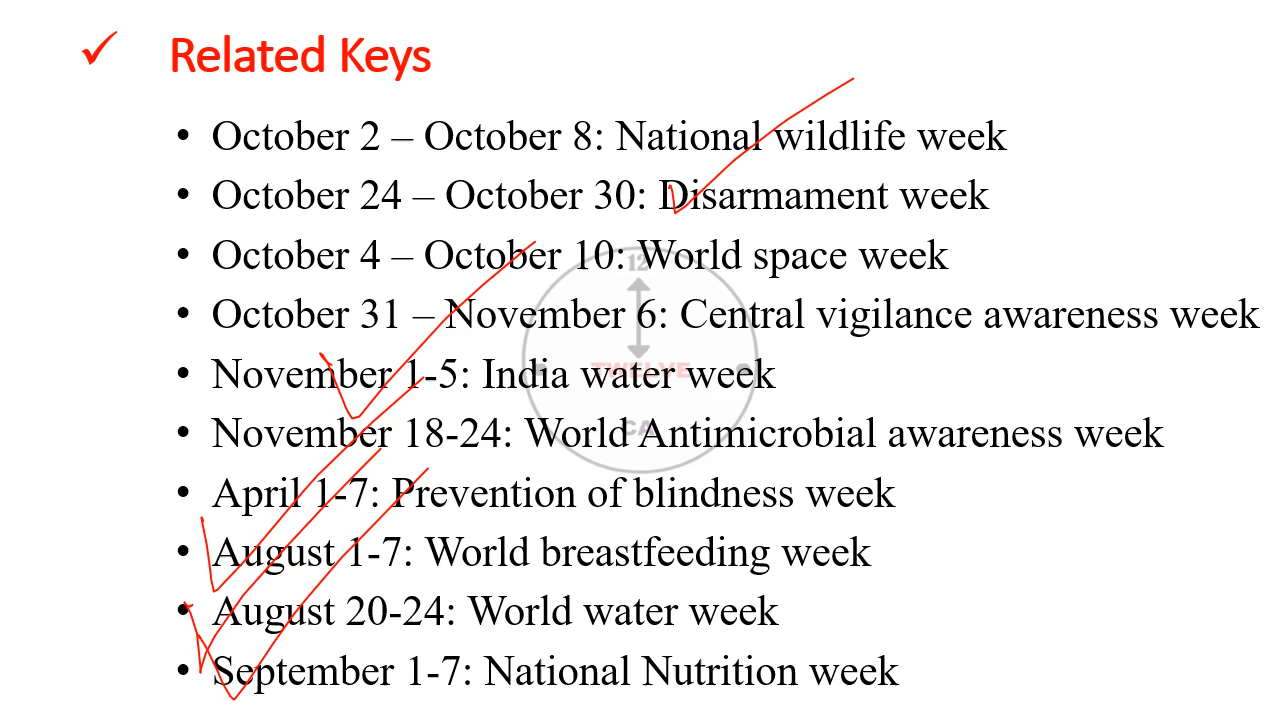 ✓ Related Keys
• October 2 – October 8: National wildlife week
• October 24 – October 30: Disarmament week
• October 4 – October 10: World space week
• October 31 – November 6: Central vigilance awareness week
• November 1-5: India water week
• November 18-24: World Antimicrobial awareness week
• April 1-7: Prevention of blindness week
• August 1-7: World breastfeeding week
• August 20-24: World water week
• September 1-7: National Nutrition week
12
TWELVE
CA